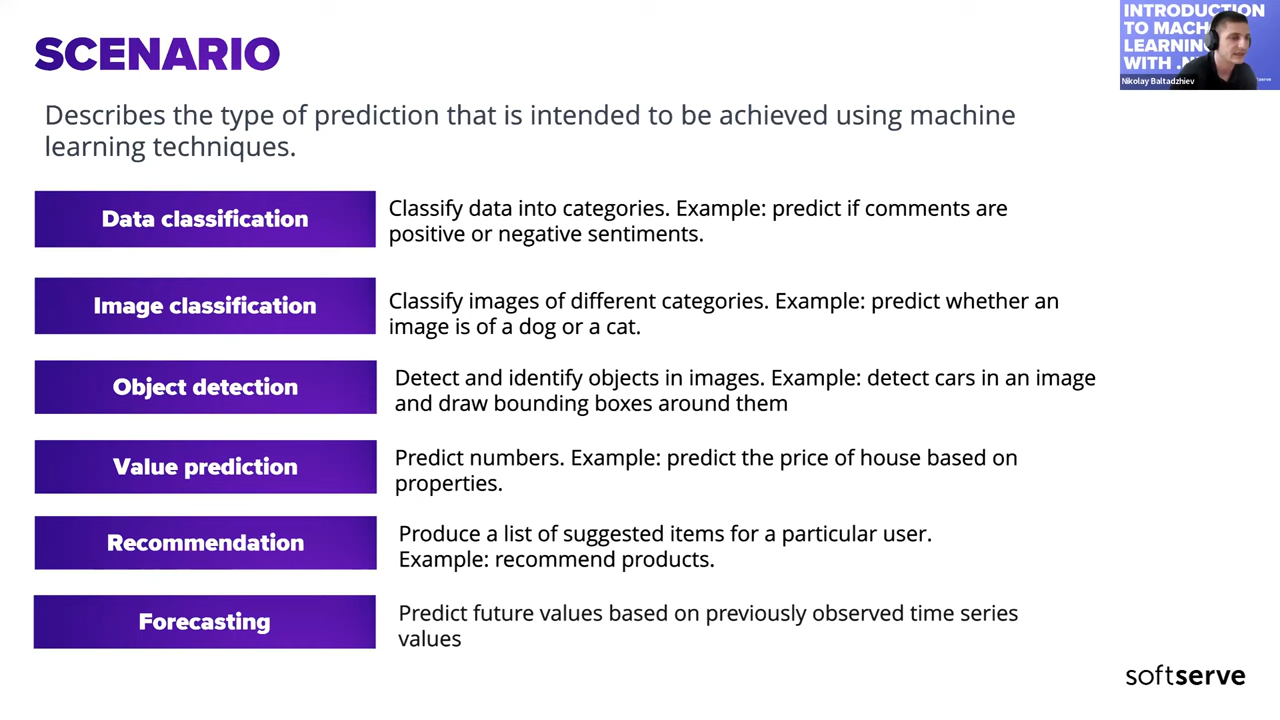 SCENARIO
Describes the type of prediction that is intended to be achieved using machine
learning techniques.
Data classification
Classify data into categories. Example: predict if comments are
positive or negative sentiments.
Image classification
Classify images of different categories. Example: predict whether an
image is of a dog or a cat.
Object detection
Detect and identify objects in images. Example: detect cars in an image
and draw bounding boxes around them
Value prediction
Predict numbers. Example: predict the price of house based on
properties.
Recommendation
Produce a list of suggested items for a particular user.
Example: recommend products.
Forecasting
Predict future values based on previously observed time series
values
softserve
INTRODUCTION
TO MACH
LEARNING
WITH .N
Nikolay Baltadzhiev